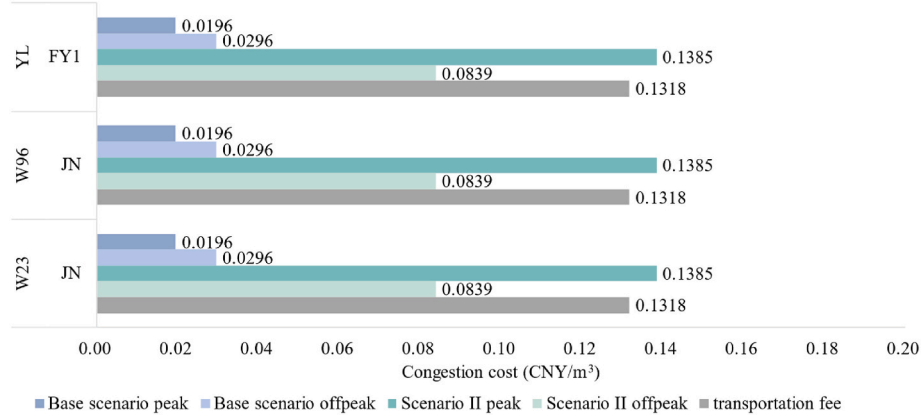 YL
FY1
0.0196
0.0296
0.1385
0.0839
0.1318
W96
JN
0.0196
0.0296
0.1385
0.0839
0.1318
W23
JN
0.0196
0.0296
0.1385
0.0839
0.1318
0.00 0.02 0.04 0.06 0.08 0.10 0.12 0.14 0.16 0.18 0.20
Congestion cost (CNY/m³)
Base scenario peak Base scenario offpeak Scenario II peak Scenario II offpeak transportation fee